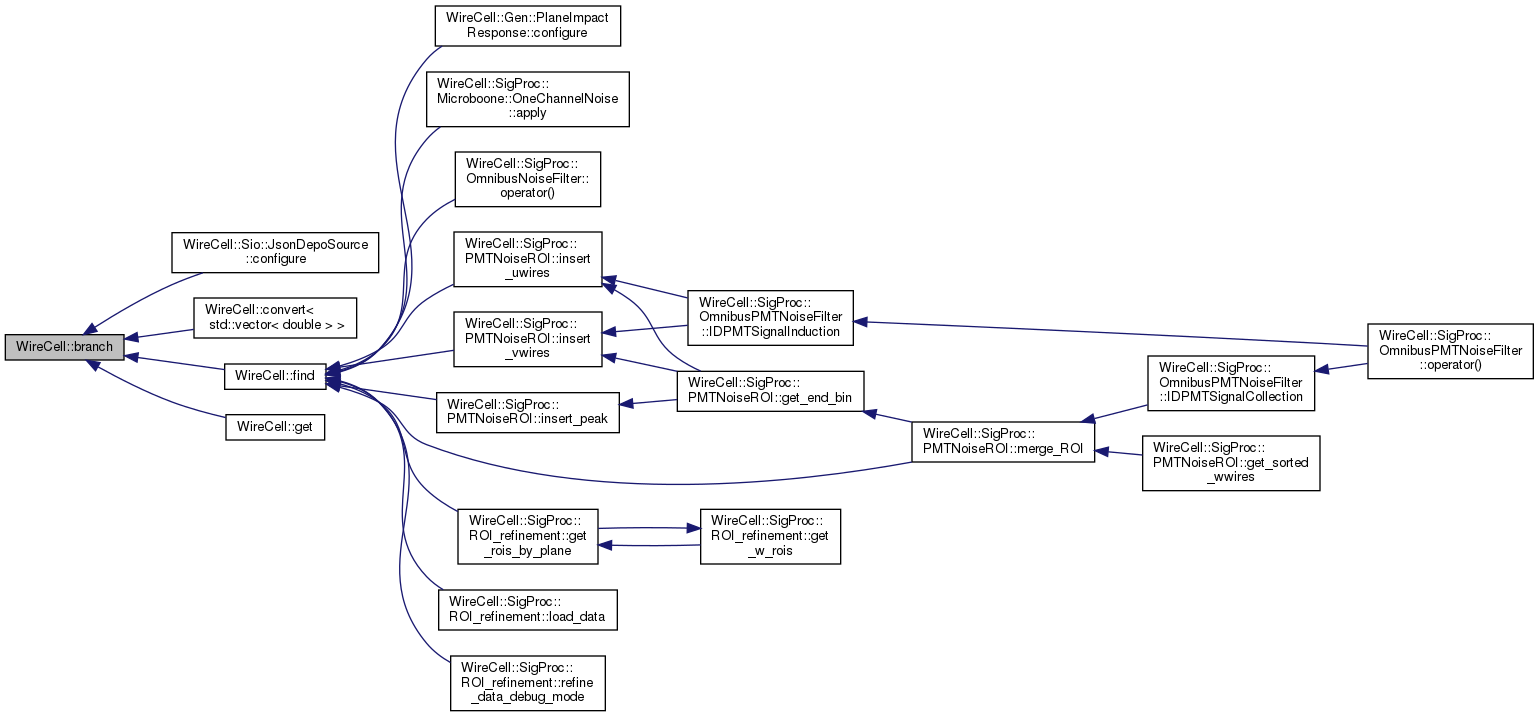 WireCell::Gen::PlaneImpact
Response::configure
WireCell::SigProc::
Microboone::OneChannelNoise
::apply
WireCell::SigProc::
OmnibusNoiseFilter::
operator()
WireCell::SigProc::
PMTNoiseROI::insert
_uwires
WireCell::Sio::JsonDepoSource
::configure
WireCell::SigProc::
OmnibusPMTNoiseFilter
::IDPMTSignalInduction
WireCell::convert<
std::vector< double > >
WireCell::SigProc::
PMTNoiseROI::insert
_vwires
WireCell::SigProc::
OmnibusPMTNoiseFilter
::operator()
WireCell::branch
WireCell::find
WireCell::SigProc::
PMTNoiseROI::get_end_bin
WireCell::SigProc::
OmnibusPMTNoiseFilter
::IDPMTSignalCollection
WireCell::SigProc::
PMTNoiseROI::insert_peak
WireCell::get
WireCell::SigProc::
PMTNoiseROI::merge_ROI
WireCell::SigProc::
PMTNoiseROI::get_sorted
_wwires
WireCell::SigProc::
ROI_refinement::get
_rois_by_plane
WireCell::SigProc::
ROI_refinement::get
_w_rois
WireCell::SigProc::
ROI_refinement::load_data
WireCell::SigProc::
ROI_refinement::refine
_data_debug_mode